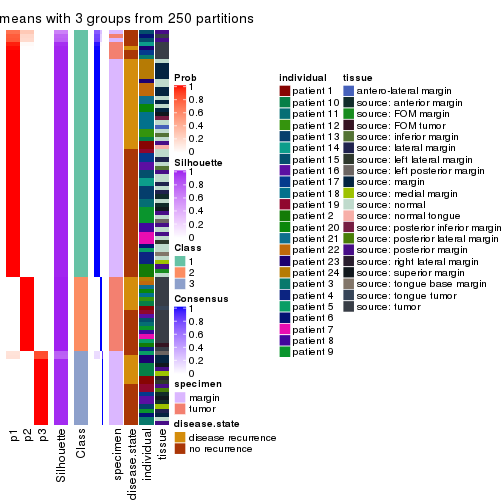 means with 3 groups from 250 partitions
Prob
1
0.8
0.6
0.4
0.2
0
Silhouette
1
0.8
0.6
0.4
0.2
0
Class
1
2
3
Consensus
1
0.8
0.6
0.4
0.2
0
specimen
margin
tumor
disease.state
disease recurrence
no recurrence
individual
patient 1
patient 10
patient 11
patient 12
patient 13
patient 14
patient 15
patient 16
patient 17
patient 18
patient 19
patient 2
patient 20
patient 21
patient 22
patient 23
patient 24
patient 3
patient 4
patient 5
patient 6
patient 7
patient 8
patient 9
tissue
antero-lateral margin
source: anterior margin
source: FOM margin
source: FOM tumor
source: inferior margin
source: lateral margin
source: left lateral margin
source: left posterior margin
source: margin
source: medial margin
source: normal
source: normal tongue
source: posterior inferior margin
source: posterior lateral margin
source: posterior margin
source: right lateral margin
source: superior margin
source: tongue base margin
source: tongue tumor
source: tumor
p1
p2
p3
Silhouette
Class
specimen
disease.state
individual
tissue